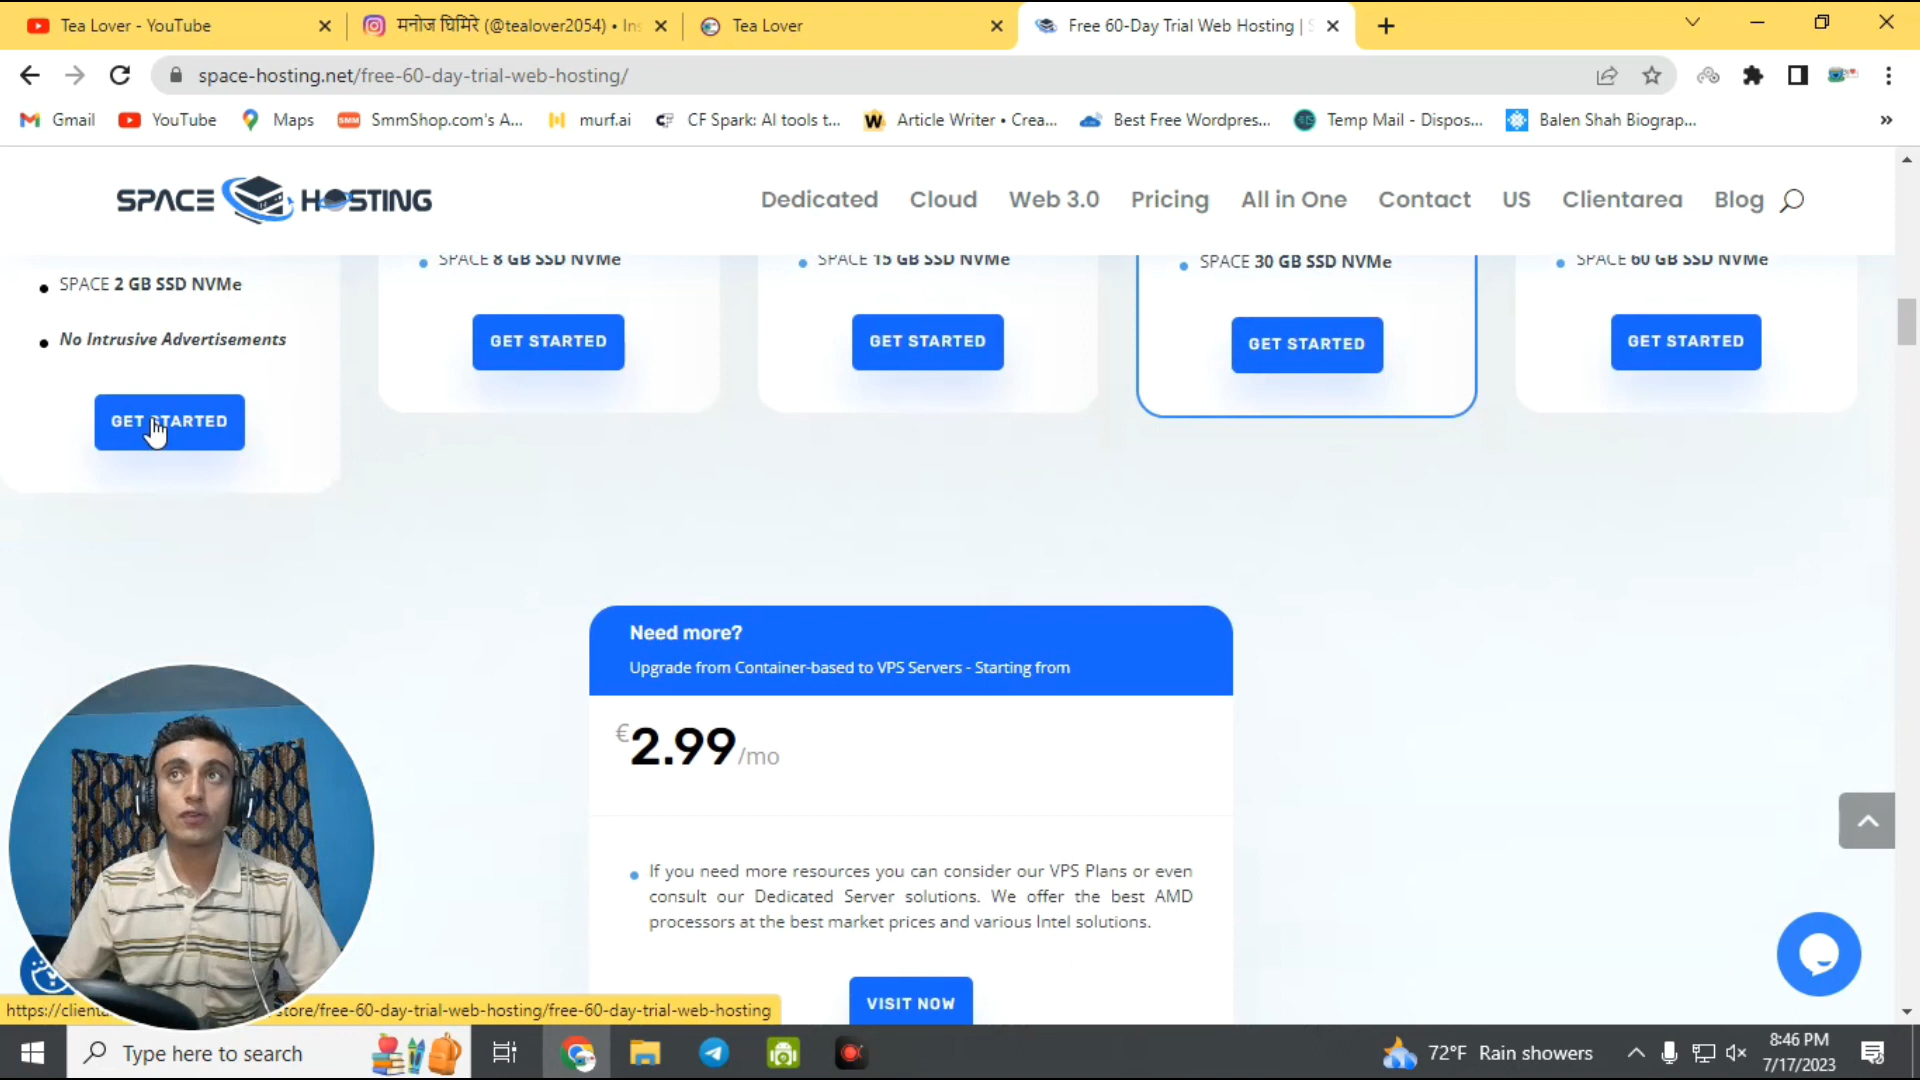 Tea Lover - YouTube
मनोज घिमिरे (@tealover2054) • Ins
Tea Lover
Free 60-Day Trial Web Hosting | S
space-hosting.net/free-60-day-trial-web-hosting/
Gmail
YouTube
Maps
SmmShop.com's A...
murf.ai
CF Spark: AI tools t...
Article Writer • Crea...
Best Free Wordpres...
Temp Mail - Dispos...
Balen Shah Biograp...
»
SPACE HOSTING
Dedicated
Cloud
Web 3.0
Pricing
All in One
Contact
US
Clientarea
Blog
SPACE 2 GB SSD NVMe
No Intrusive Advertisements
GET STARTED
SPACE 8 GB SSD NVMe
GET STARTED
SPACE 15 GB SSD NVMe
GET STARTED
SPACE 30 GB SSD NVMe
GET STARTED
SPACE 60 GB SSD NVMe
GET STARTED
Need more?
Upgrade from Container-based to VPS Servers - Starting from
€2.99/mo
If you need more resources you can consider our VPS Plans or even
consult our Dedicated Server solutions. We offer the best AMD
processors at the best market prices and various Intel solutions.
VISIT NOW
https://clienta store/free-60-day-trial-web-hosting/free-60-day-trial-web-hosting
Type here to search
72°F Rain showers
8:46 PM
7/17/2023